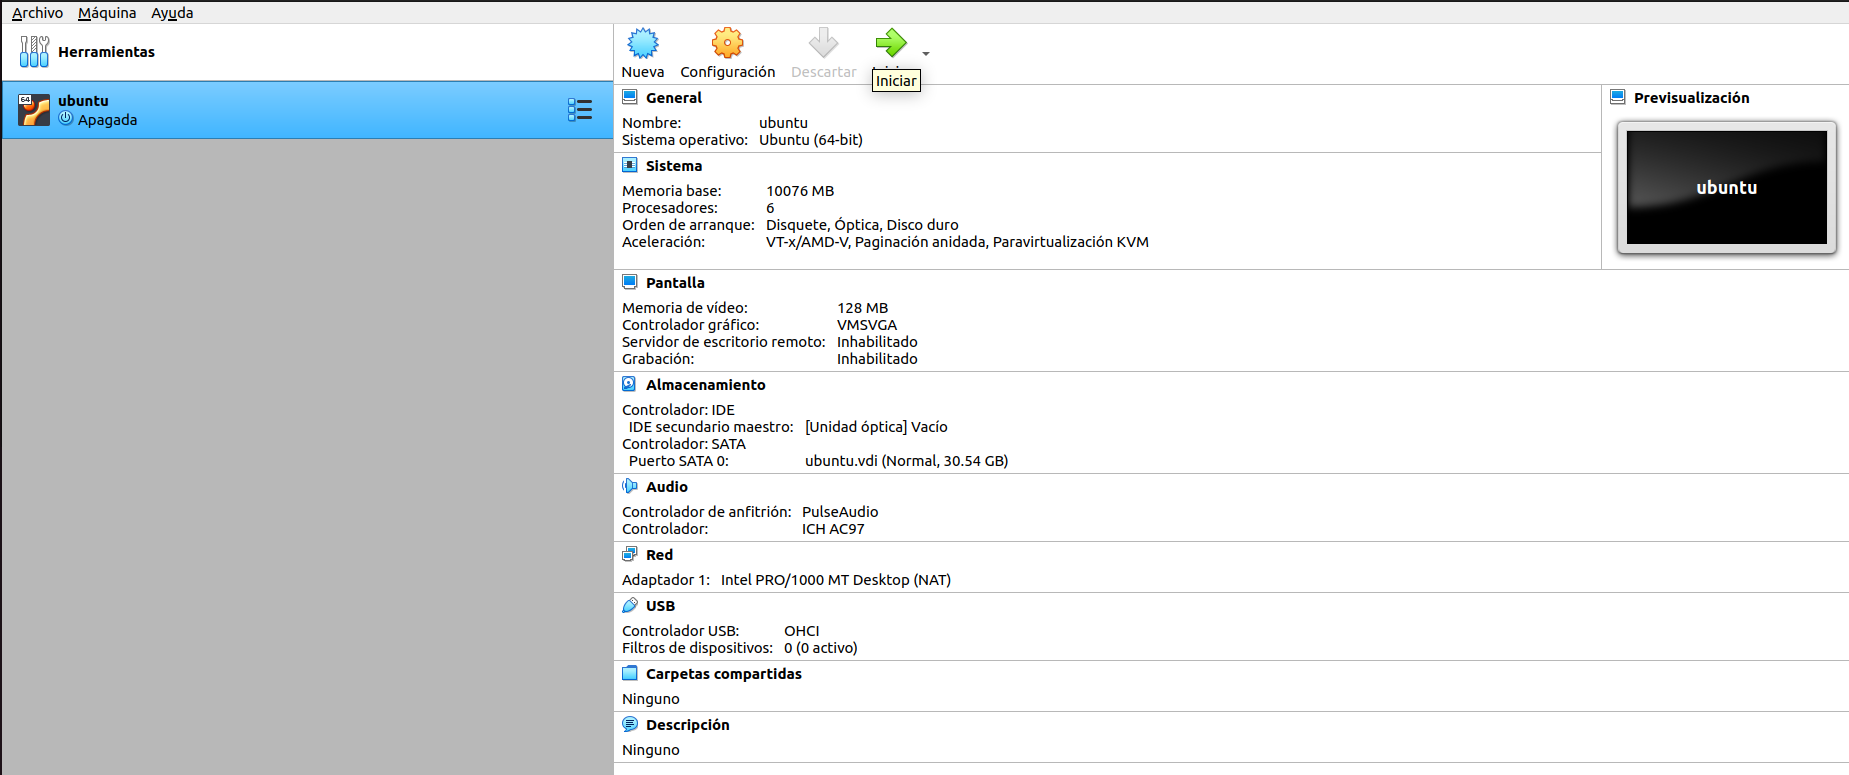 Archivo Máquina Ayuda
Herramientas
64
ubuntu
Apagada
Nueva Configuración Descartar
Iniciar
General
Nombre: ubuntu
Sistema operativo: Ubuntu (64-bit)
Previsualización
ubuntu
Sistema
Memoria base: 10076 MB
Procesadores: 6
Orden de arranque: Disquete, Óptica, Disco duro
Aceleración: VT-x/AMD-V, Paginación anidada, Paravirtualización KVM
Pantalla
Memoria de vídeo: 128 MB
Controlador gráfico: VMSVGA
Servidor de escritorio remoto: Inhabilitado
Grabación: Inhabilitado
Almacenamiento
Controlador: IDE
IDE secundario maestro: [Unidad óptica] Vacío
Controlador: SATA
Puerto SATA 0: ubuntu.vdi (Normal, 30.54 GB)
Audio
Controlador de anfitrión: PulseAudio
Controlador: ICH AC97
Red
Adaptador 1: Intel PRO/1000 MT Desktop (NAT)
USB
Controlador USB: OHCI
Filtros de dispositivos: 0 (0 activo)
Carpetas compartidas
Ninguno
Descripción
Ninguno